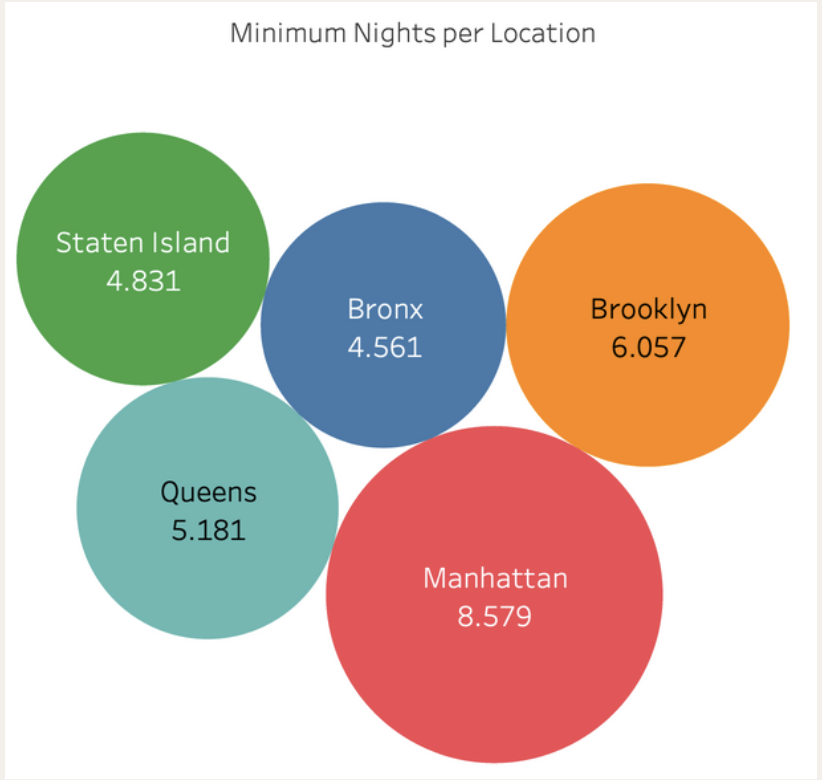 Minimum Nights per Location
Staten Island
4.831
Bronx
4.561
Brooklyn
6.057
Queens
5.181
Manhattan
8.579